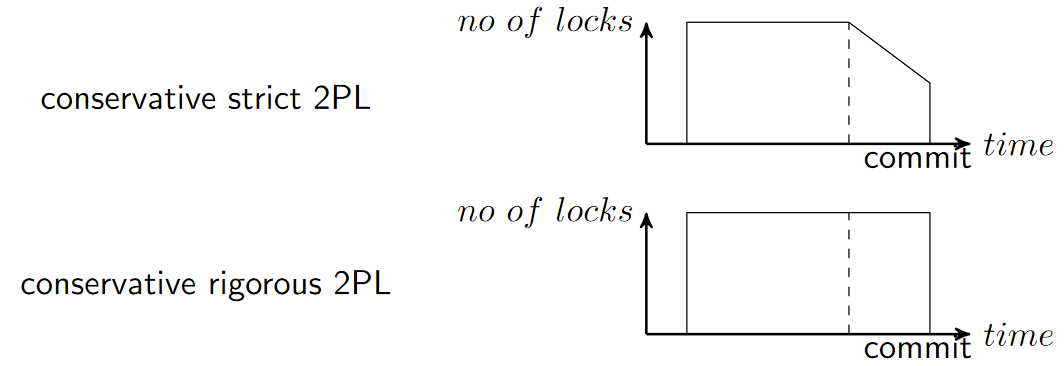 no of locks
conservative strict 2PL
time
commit
no of locks
conservative rigorous 2PL
time
commit